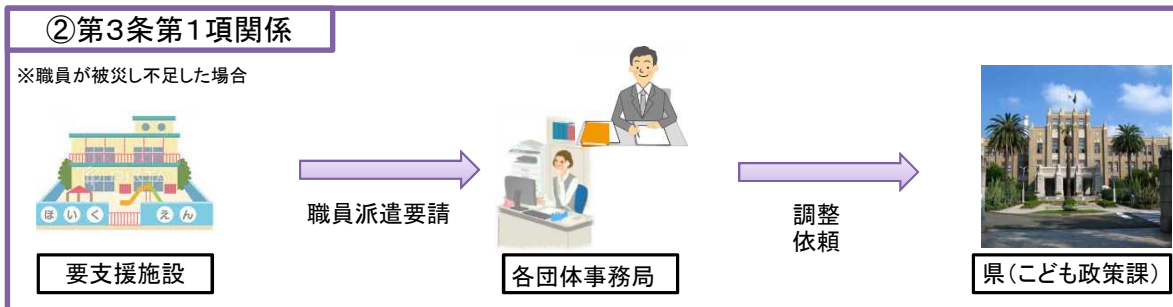 ②第3条第1項関係
※職員が被災し不足した場合
ほいく えん
職員派遣要請
調整
依頼
要支援施設
各団体事務局
県(こども政策課)